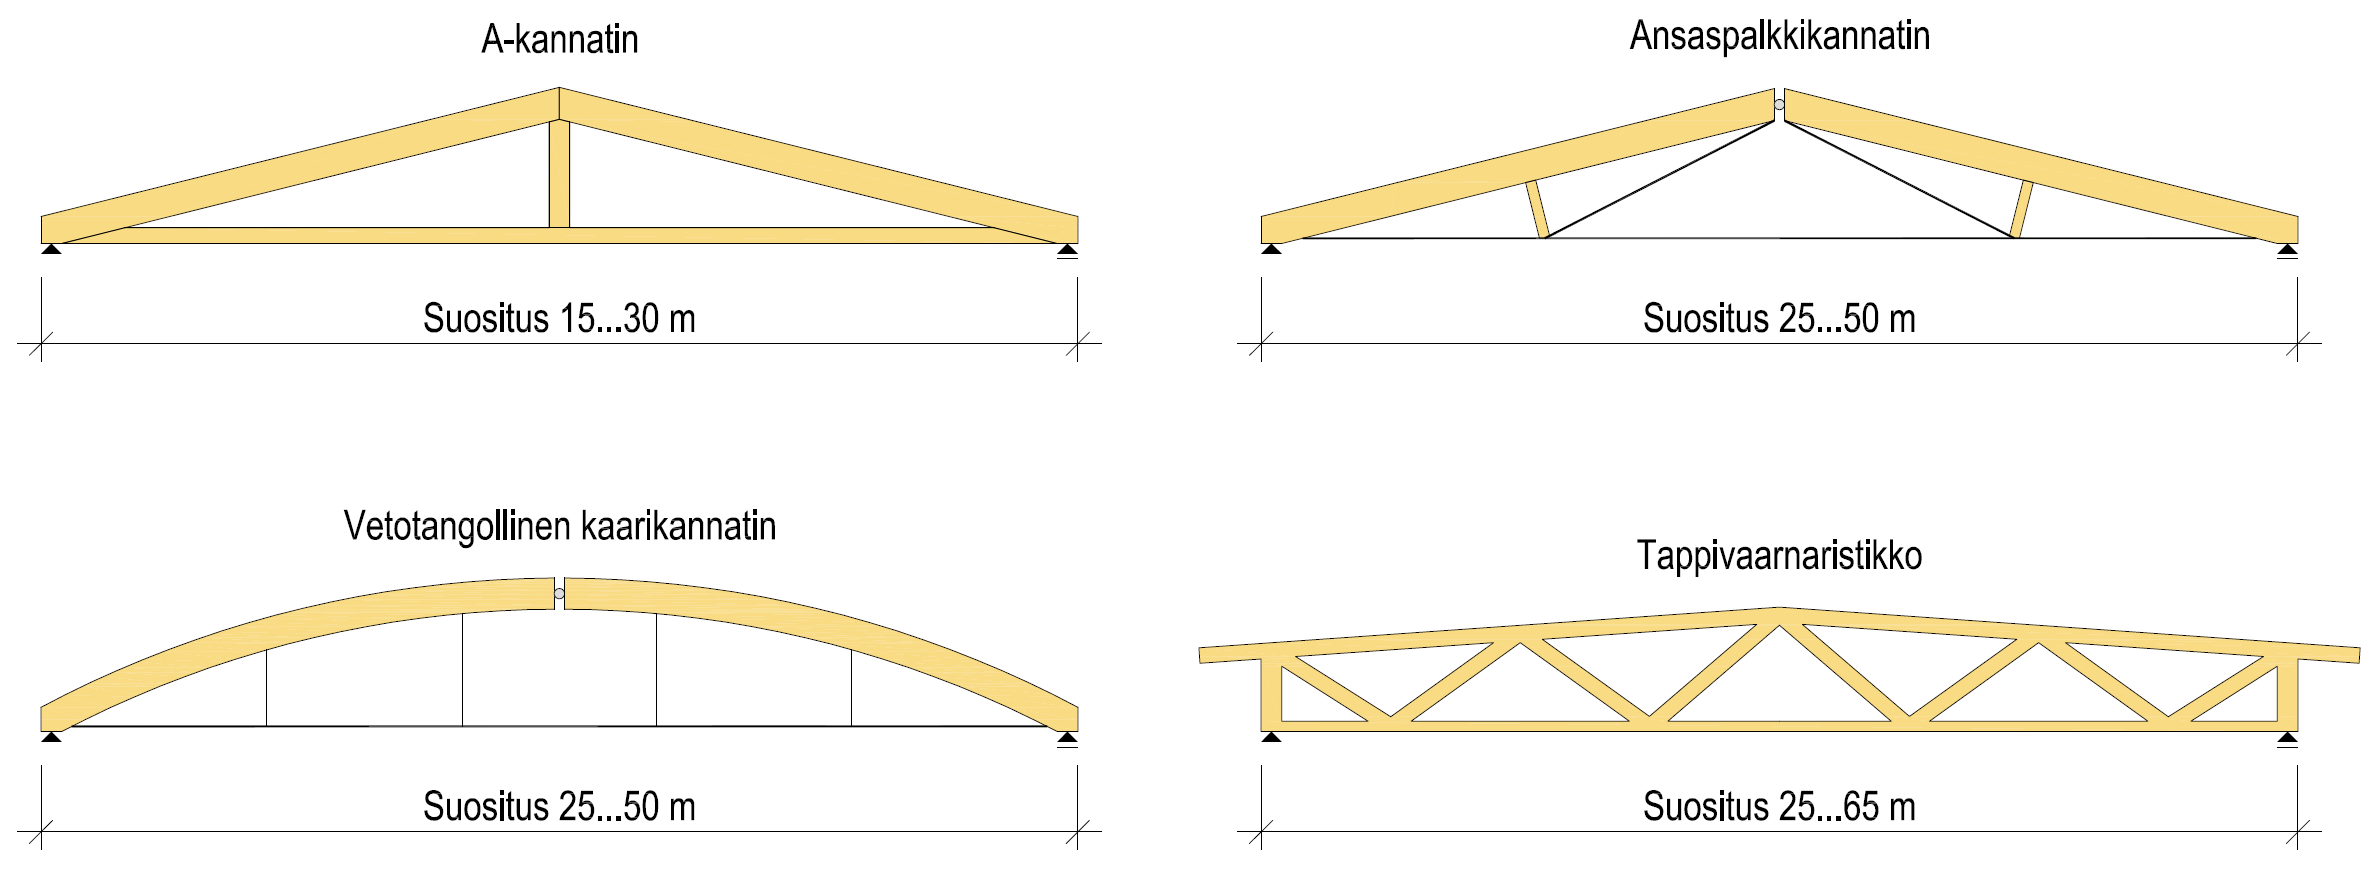 A-kannatin
Ansaspalkkikannatin
Suositus 15...30 m
Suositus 25...50 m
Vetotangollinen kaarikannatin
Tappivaarnaristikko
Suositus 25...50 m
Suositus 25...65 m